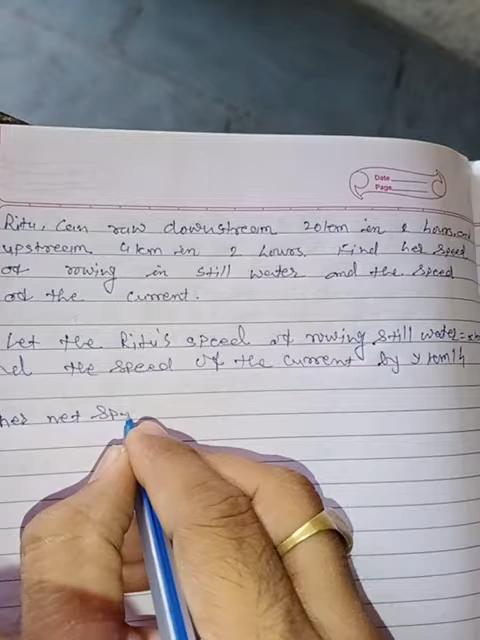 Date
Page
Ritu, Can raw downstream 20km in 2 hours, and
upstream 4km in 2 hours. Find her speed
of rowing in still water and the speed
of the current.
Let the Ritu's speed of rowing still water = x
the speed of the current by y km/h
her net Sp